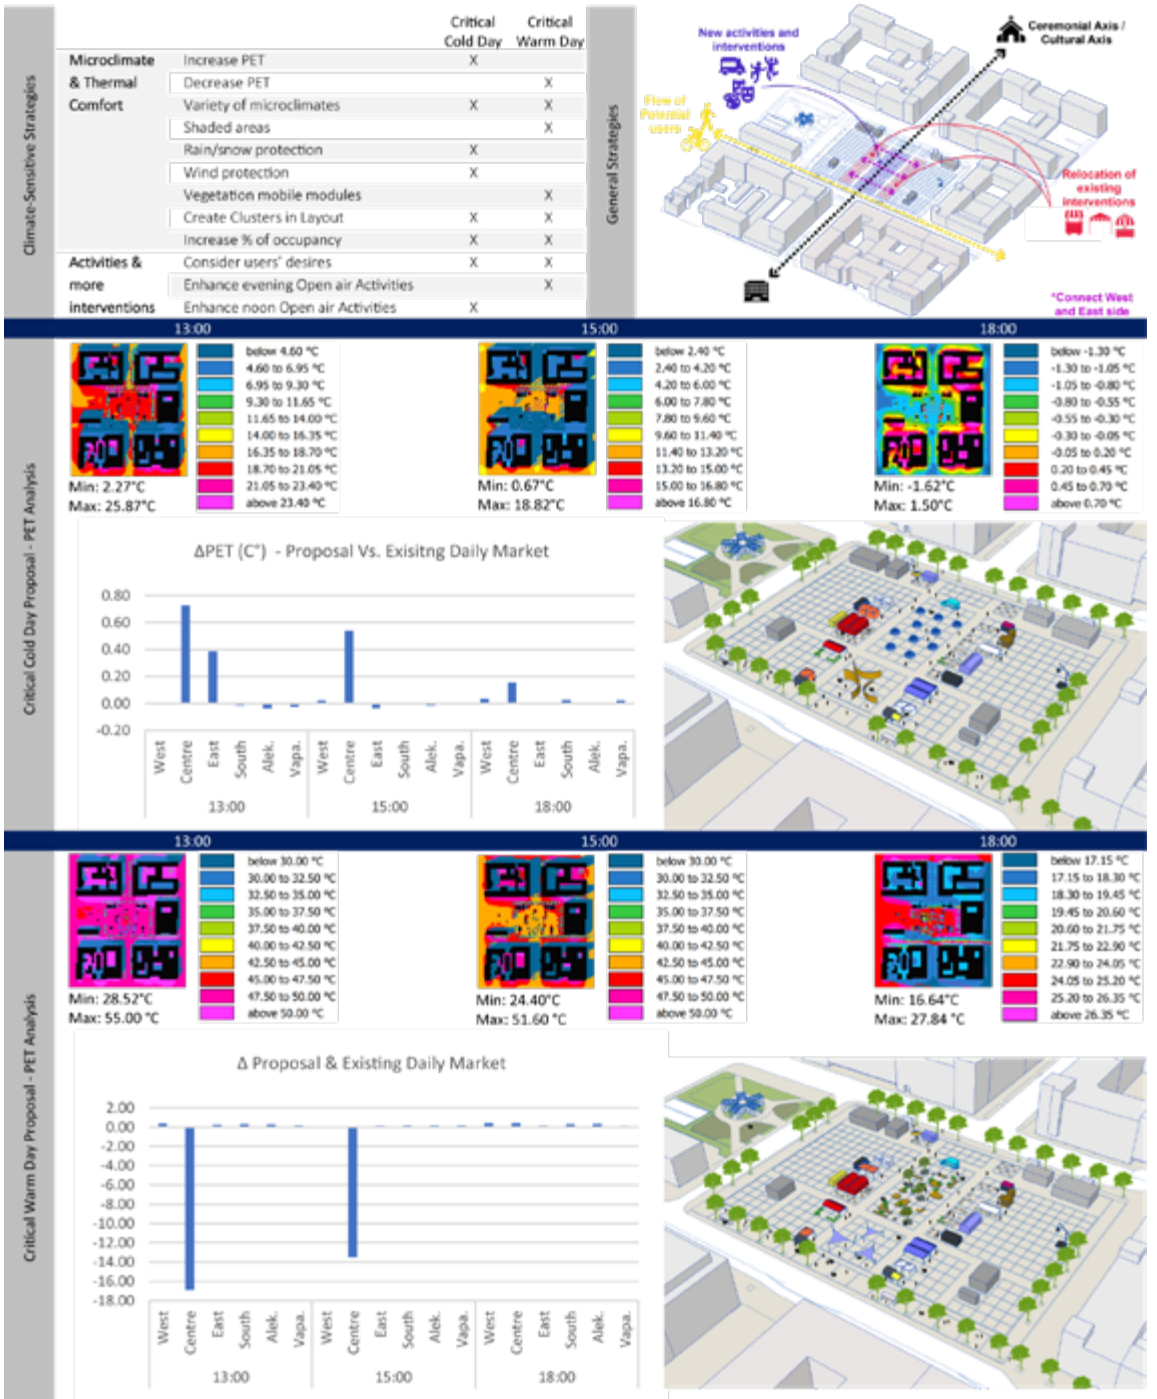 Climate-Sensitive Strategies
Critical Cold Day
Critical Warm Day
Microclimate & Thermal Comfort
Increase PET X
Decrease PET X
Variety of microclimates X X
Shaded areas X
Rain/snow protection X
Wind protection X
Vegetation mobile modules X
Create Clusters in Layout X X
Increase % of occupancy X X
Activities & more interventions
Consider users' desires X X
Enhance evening Open air Activities X
Enhance noon Open air Activities X
General Strategies
New activities and
interventions
Flow of
Potential
users
Ceremonial Axis /
Cultural Axis
Relocation of
existing
interventions
*Connect West
and East side
13:00 15:00 18:00
Critical Cold Day Proposal - PET Analysis
below 4.60 °C
4.60 to 6.95 °C
6.95 to 9.30 °C
9.30 to 11.65 °C
11.65 to 14.00 °C
14.00 to 16.35 °C
16.35 to 18.70 °C
18.70 to 21.05 °C
21.05 to 23.40 °C
above 23.40 °C
Min: 2.27°C
Max: 25.87°C
below 2.40 °C
2.40 to 4.20 °C
4.20 to 6.00 °C
6.00 to 7.80 °C
7.80 to 9.60 °C
9.60 to 11.40 °C
11.40 to 13.20 °C
13.20 to 15.00 °C
15.00 to 16.80 °C
above 16.80 °C
Min: 0.67°C
Max: 18.82°C
below -1.30 °C
-1.30 to -1.05 °C
-1.05 to -0.80 °C
-0.80 to -0.55 °C
-0.55 to -0.30 °C
-0.30 to -0.05 °C
-0.05 to 0.20 °C
0.20 to 0.45 °C
0.45 to 0.70 °C
above 0.70 °C
Min: -1.62°C
Max: 1.50°C
ΔPET (C°) - Proposal Vs. Exisitng Daily Market
0.80
0.60
0.40
0.20
0.00
-0.20
West Centre East South Alek. Vapa. West Centre East South Alek. Vapa. West Centre East South Alek. Vapa.
13:00 15:00 18:00
13:00 15:00 18:00
Critical Warm Day Proposal - PET Analysis
below 30.00 °C
30.00 to 32.50 °C
32.50 to 35.00 °C
35.00 to 37.50 °C
37.50 to 40.00 °C
40.00 to 42.50 °C
42.50 to 45.00 °C
45.00 to 47.50 °C
47.50 to 50.00 °C
above 50.00 °C
Min: 28.52°C
Max: 55.00 °C
below 30.00 °C
30.00 to 32.50 °C
32.50 to 35.00 °C
35.00 to 37.50 °C
37.50 to 40.00 °C
40.00 to 42.50 °C
42.50 to 45.00 °C
45.00 to 47.50 °C
47.50 to 50.00 °C
above 50.00 °C
Min: 24.40°C
Max: 51.60 °C
below 17.15 °C
17.15 to 18.30 °C
18.30 to 19.45 °C
19.45 to 20.60 °C
20.60 to 21.75 °C
21.75 to 22.90 °C
22.90 to 24.05 °C
24.05 to 25.20 °C
25.20 to 26.35 °C
above 26.35 °C
Min: 16.64°C
Max: 27.84 °C
Δ Proposal & Existing Daily Market
2.00
0.00
-2.00
-4.00
-6.00
-8.00
-10.00
-12.00
-14.00
-16.00
-18.00
West Centre East South Alek. Vapa. West Centre East South Alek. Vapa. West Centre East South Alek. Vapa.
13:00 15:00 18:00